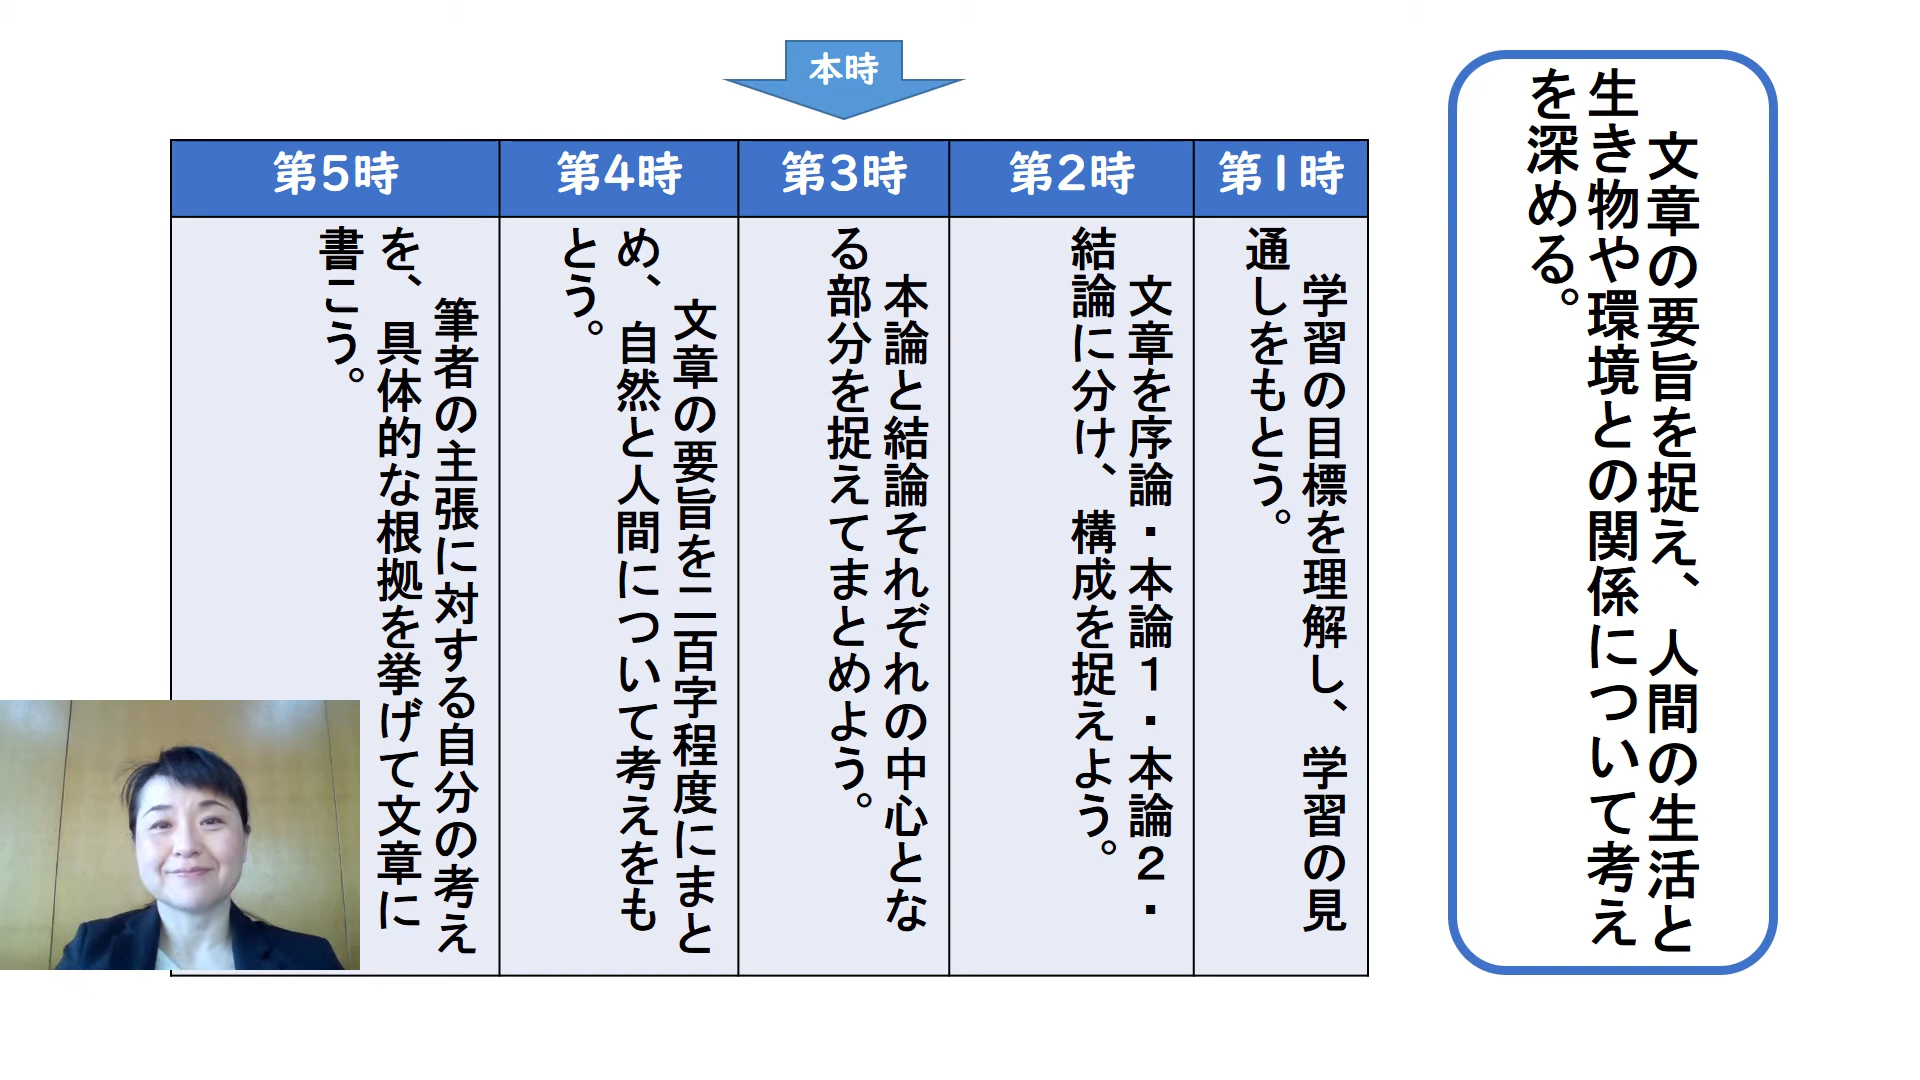 文章の要旨を捉え、人間の生活と
生き物や環境との関係について考え
を深める。
本時
第1時
学習の目標を理解し、学習の見
通しをもとう。
第2時
文章を序論・本論１・本論２・
結論に分け、構成を捉えよう。
第3時
本論と結論それぞれの中心とな
る部分を捉えてまとめよう。
第4時
文章の要旨を二百字程度にまと
め、自然と人間について考えをも
とう。
第5時
筆者の主張に対する自分の考え
を、具体的な根拠を挙げて文章に
書こう。